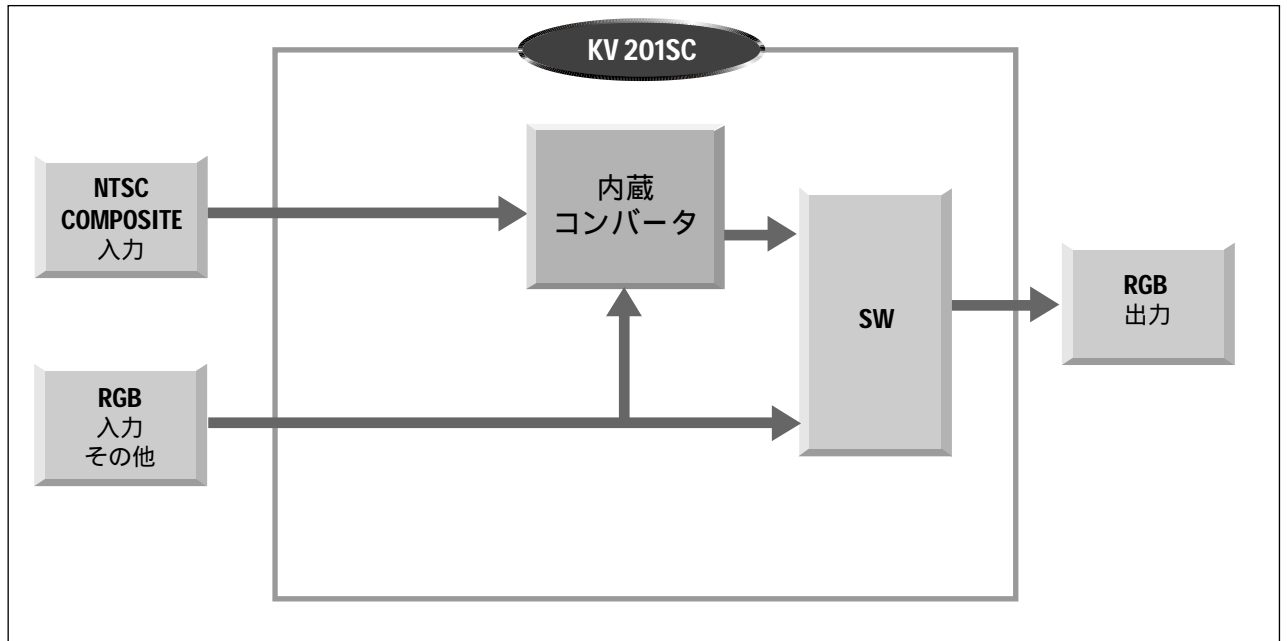 KV 201SC
NTSC
COMPOSITE
入力
内蔵
コンバータ
SW
RGB
出力
RGB
入力
その他